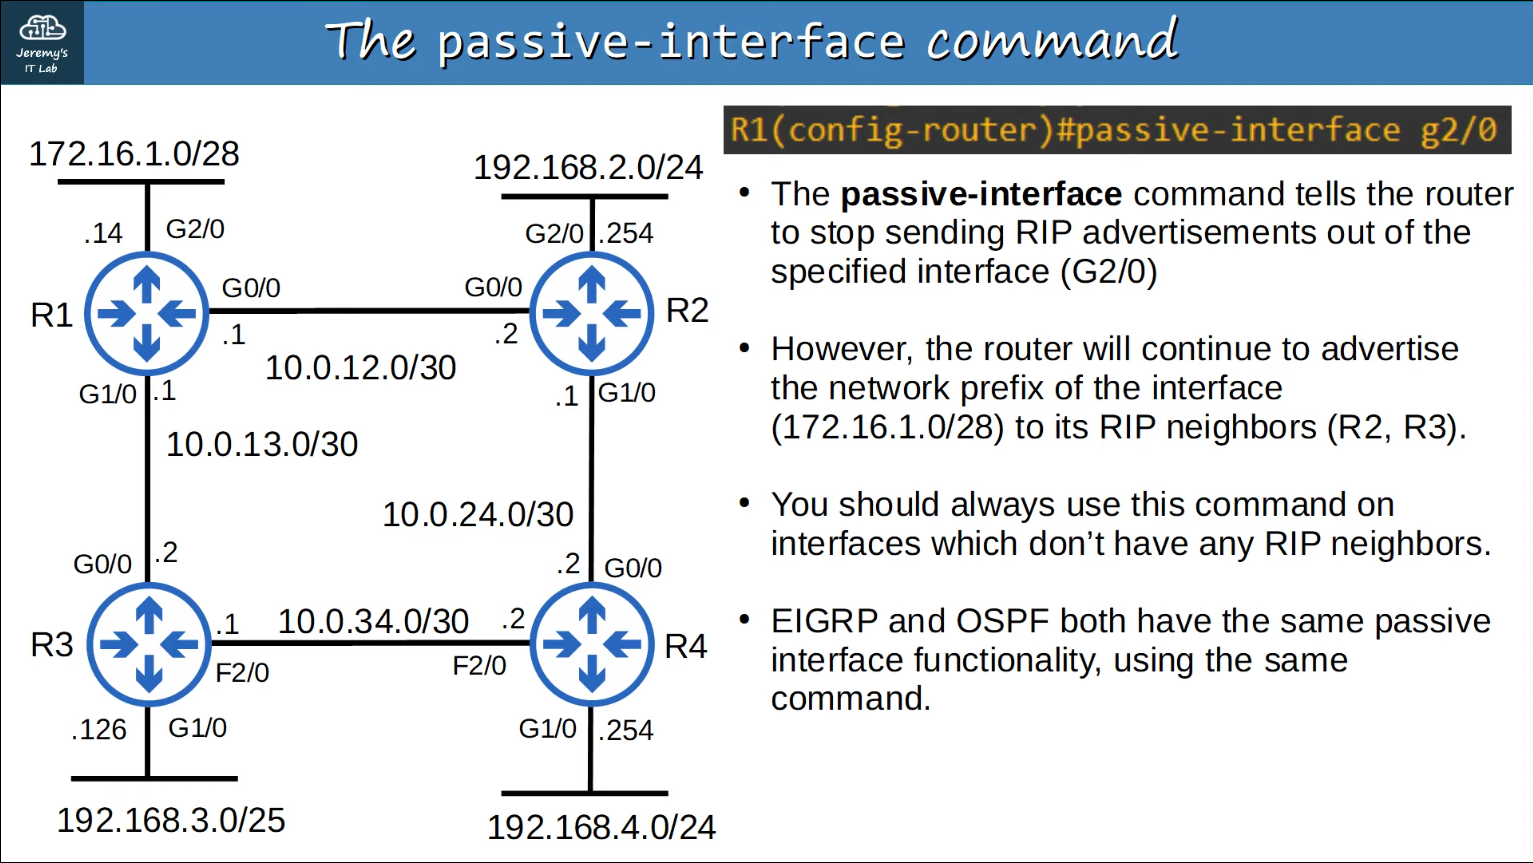 Jeremy's
IT Lab
The passive-interface command
172.16.1.0/28
192.168.2.0/24
.14
G2/0
G2/0
.254
R1
G0/0
G0/0
R2
.1
.2
10.0.12.0/30
G1/0
.1
.1
G1/0
10.0.13.0/30
10.0.24.0/30
G0/0
.2
.2
G0/0
R3
.1
10.0.34.0/30
.2
R4
F2/0
F2/0
.126
G1/0
G1/0
.254
192.168.3.0/25
192.168.4.0/24
R1(config-router)#passive-interface g2/0
• The passive-interface command tells the router
to stop sending RIP advertisements out of the
specified interface (G2/0)
• However, the router will continue to advertise
the network prefix of the interface
(172.16.1.0/28) to its RIP neighbors (R2, R3).
• You should always use this command on
interfaces which don’t have any RIP neighbors.
• EIGRP and OSPF both have the same passive
interface functionality, using the same
command.